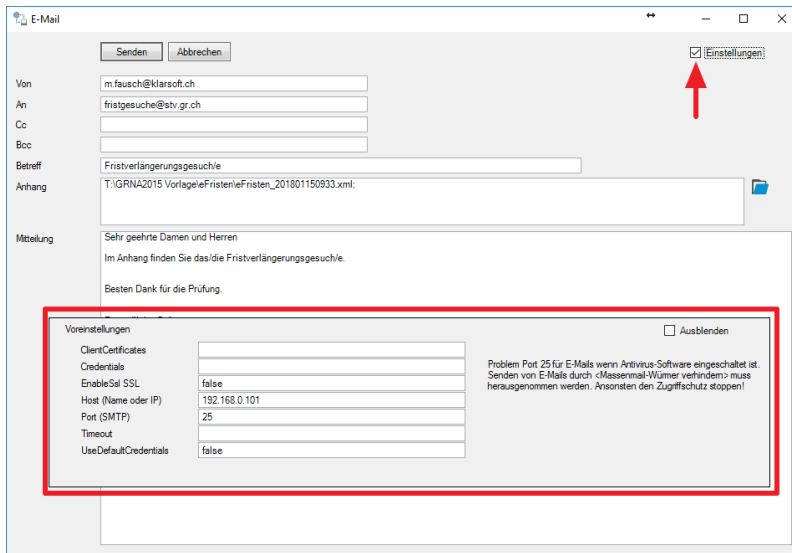 E-Mail
Senden
Abbrechen
Einstellungen
Von
m.fausch@klarsoft.ch
An
fristgesuche@stv.gr.ch
Cc
Bcc
Betreff
Fristverlängerungsgesuch/e
Anhang
T:\GRNA2015 Vorlage\eFristen\eFristen_201801150933.xml;
Mitteilung
Sehr geehrte Damen und Herren
Im Anhang finden Sie das/die Fristverlängerungsgesuch/e.
Besten Dank für die Prüfung.
Voreinstellungen
Ausblenden
ClientCertificates
Credentials
EnableSsl SSL
false
Host (Name oder IP)
192.168.0.101
Port (SMTP)
25
Timeout
UseDefaultCredentials
false
Problem Port 25 für E-Mails wenn Antivirus-Software eingeschaltet ist.
Senden von E-Mails durch <Massenmail-Würmer verhindern> muss
herausgenommen werden. Ansonsten den Zugriffschutz stoppen!